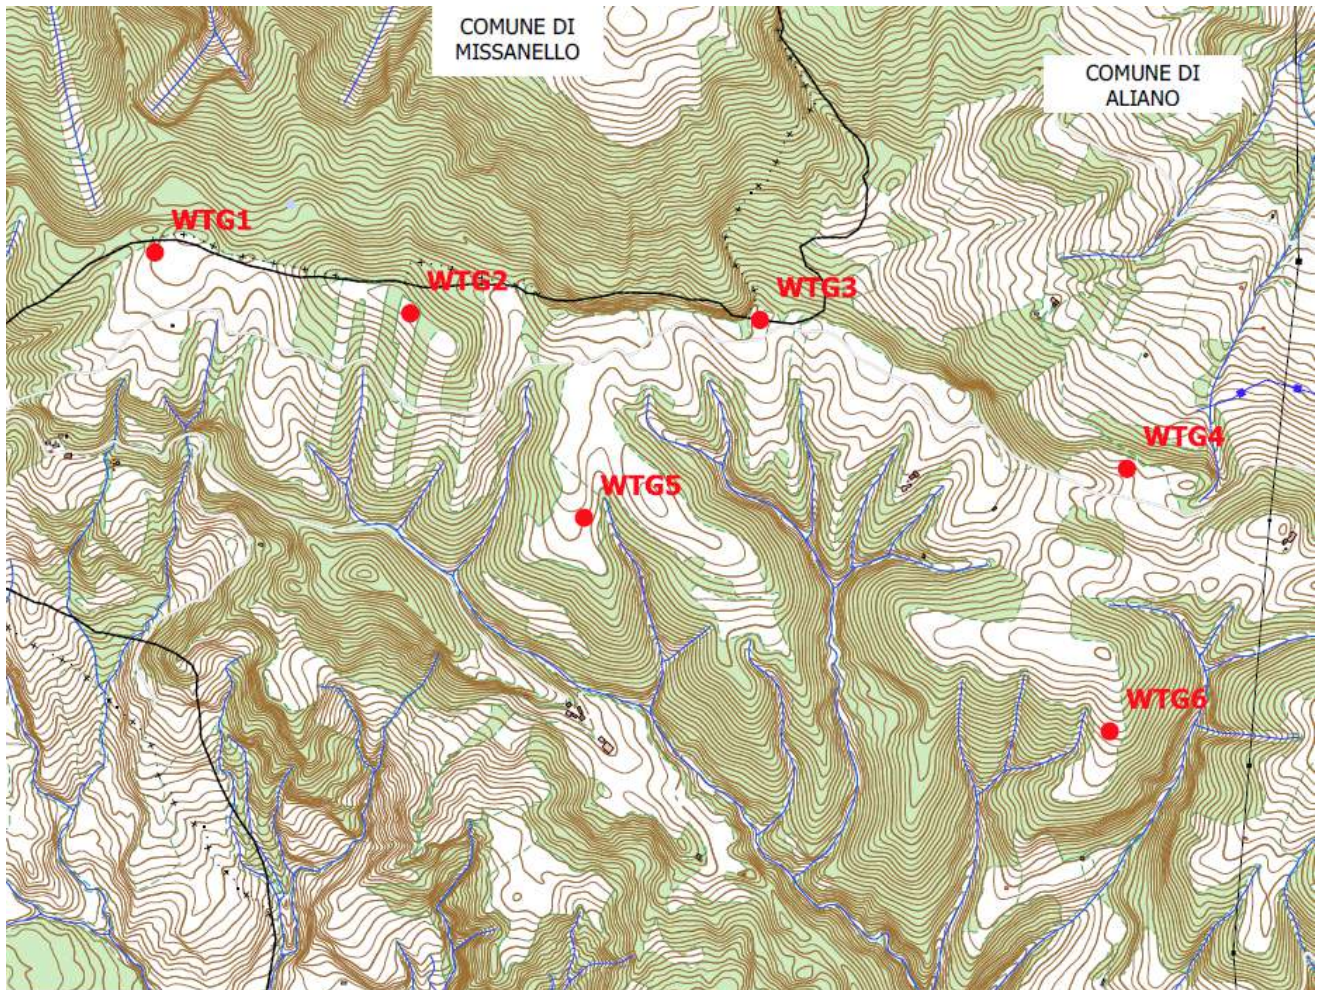 COMUNE DI
MISSANELLO
COMUNE DI
ALIANO
WTG1
WTG2
WTG3
WTG4
WTG5
WTG6